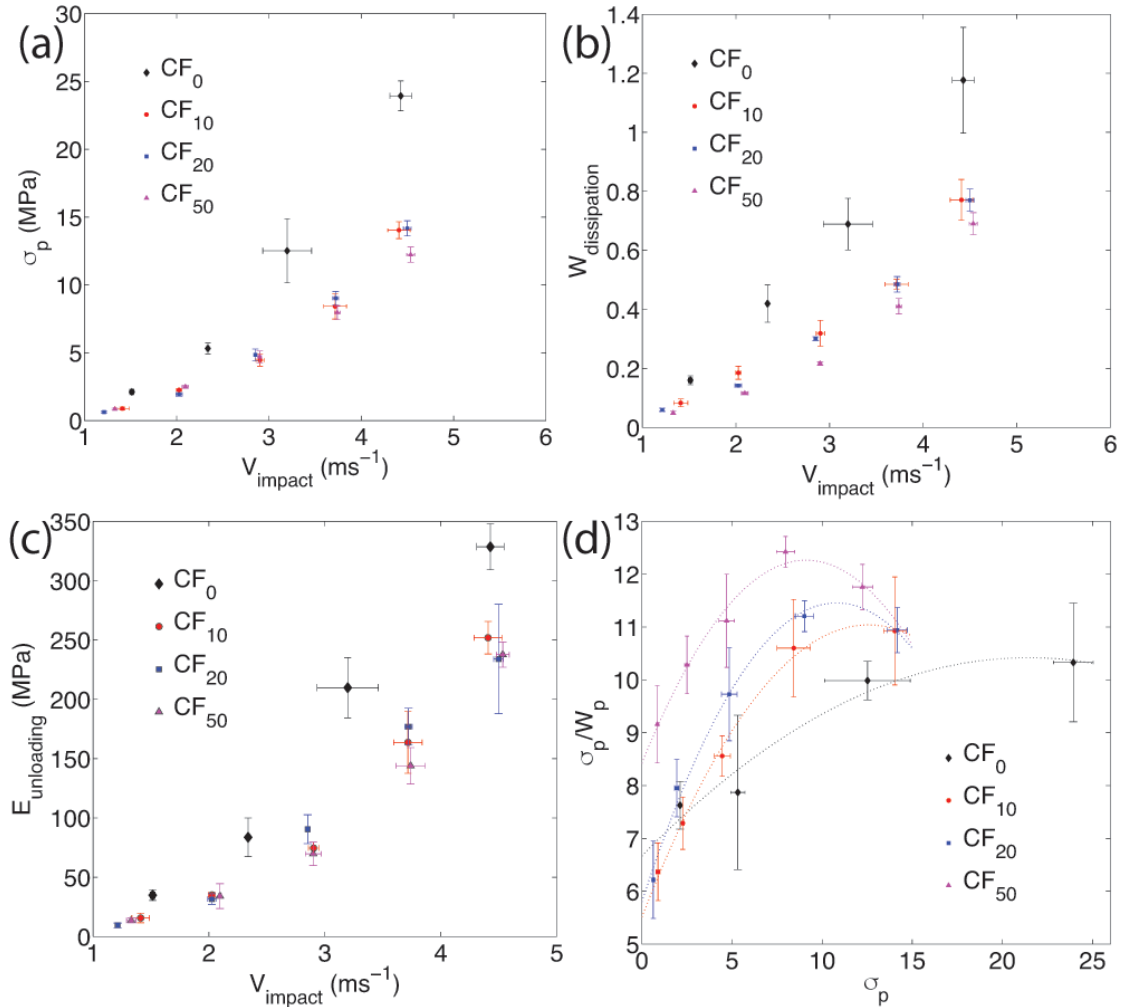 (a)
30
25
20
15
10
5
0
σp (MPa)
CF0
CF10
CF20
CF50
1 2 3 4 5 6
Vimpact (ms−1)
(b)
1.4
1.2
1
0.8
0.6
0.4
0.2
0
Wdissipation
CF0
CF10
CF20
CF50
1 2 3 4 5 6
Vimpact (ms−1)
(c)
350
300
250
200
150
100
50
0
Eunloading (MPa)
CF0
CF10
CF20
CF50
1 2 3 4 5
Vimpact (ms−1)
(d)
13
12
11
10
9
8
7
6
5
σp/Wp
CF0
CF10
CF20
CF50
0 5 10 15 20 25
σp